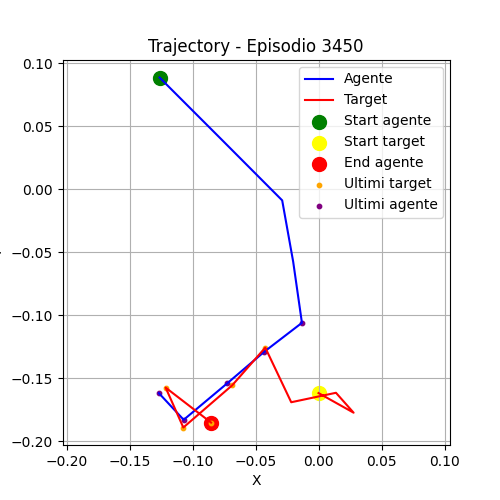 Trajectory - Episodio 3450
Agente
Target
Start agente
Start target
End agente
Ultimi target
Ultimi agente
0.10
0.05
0.00
−0.05
−0.10
−0.15
−0.20
−0.20 −0.15 −0.10 −0.05 0.00 0.05 0.10
X